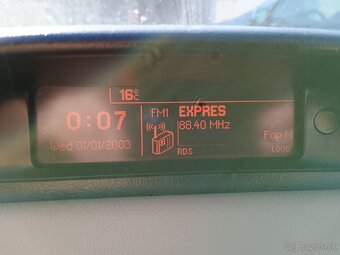 16°C
FM1 EXPRES
0:07
88.40 MHz
Pop M
Wed 01/01/2003
RDS
LOUD